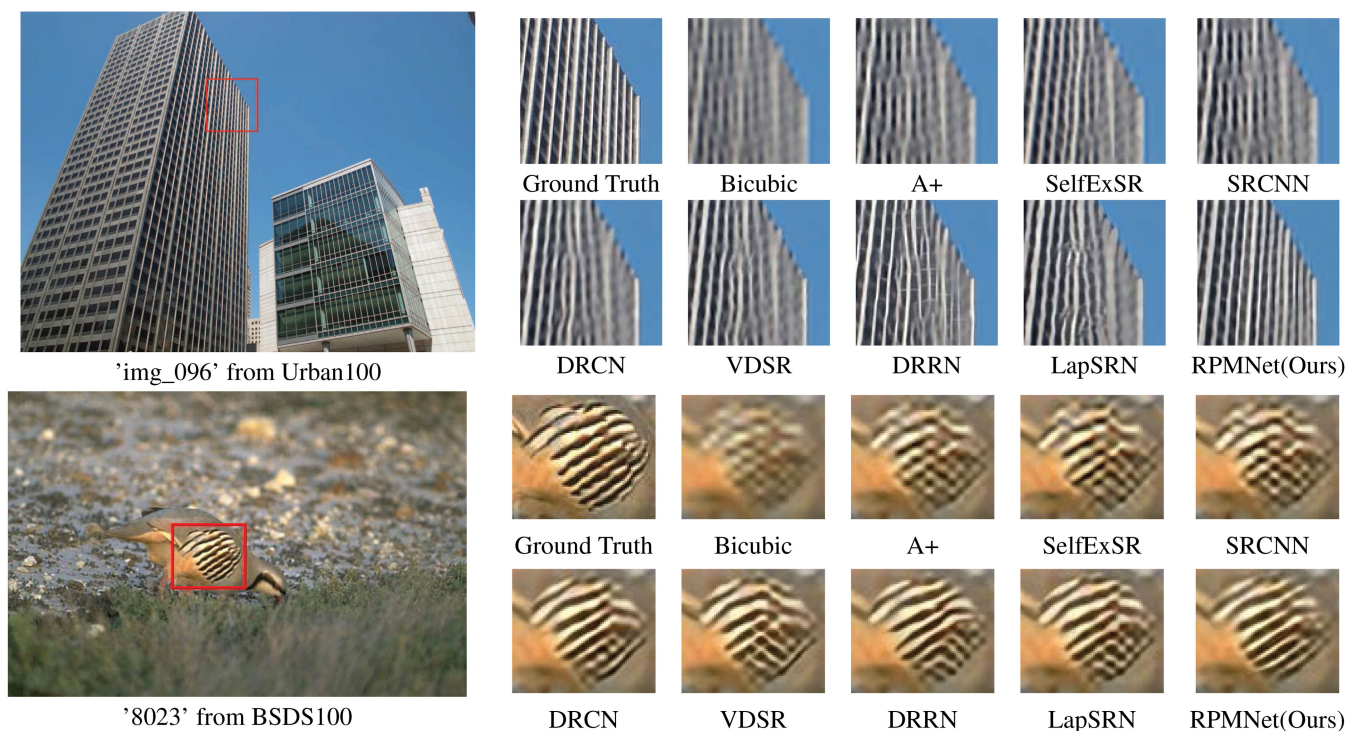 Ground Truth Bicubic A+ SelfExSR SRCNN
DRCN VDSR DRRN LapSRN RPMNet(Ours)
'img_096' from Urban100
Ground Truth Bicubic A+ SelfExSR SRCNN
DRCN VDSR DRRN LapSRN RPMNet(Ours)
'8023' from BSDS100